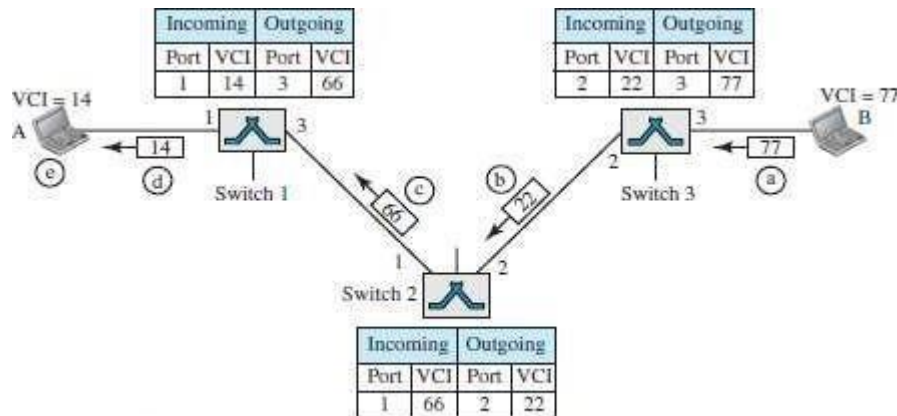 Incoming Outgoing
Port VCI Port VCI
1 14 3 66
Incoming Outgoing
Port VCI Port VCI
2 22 3 77
VCI = 14
A
e
14
d
1
3
Switch 1
66
c
b
22
2
3
Switch 3
77
a
VCI = 77
B
1
2
Switch 2
Incoming Outgoing
Port VCI Port VCI
1 66 2 22